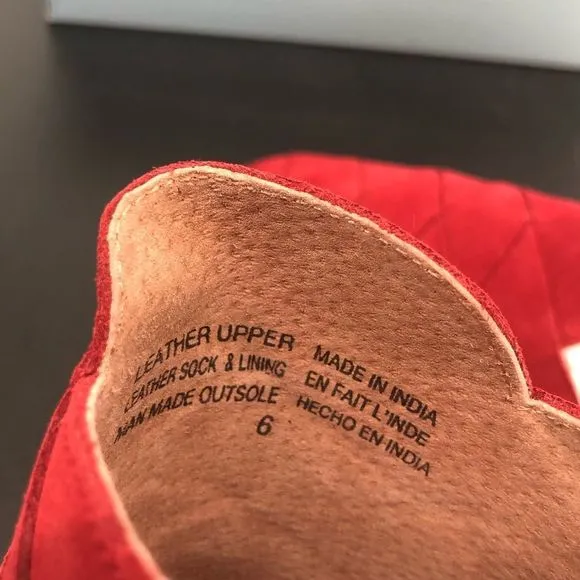 LEATHER UPPER
LEATHER SOCK & LINING
MAN MADE OUTSOLE
6
MADE IN INDIA
EN FAIT L'INDE
HECHO EN INDIA